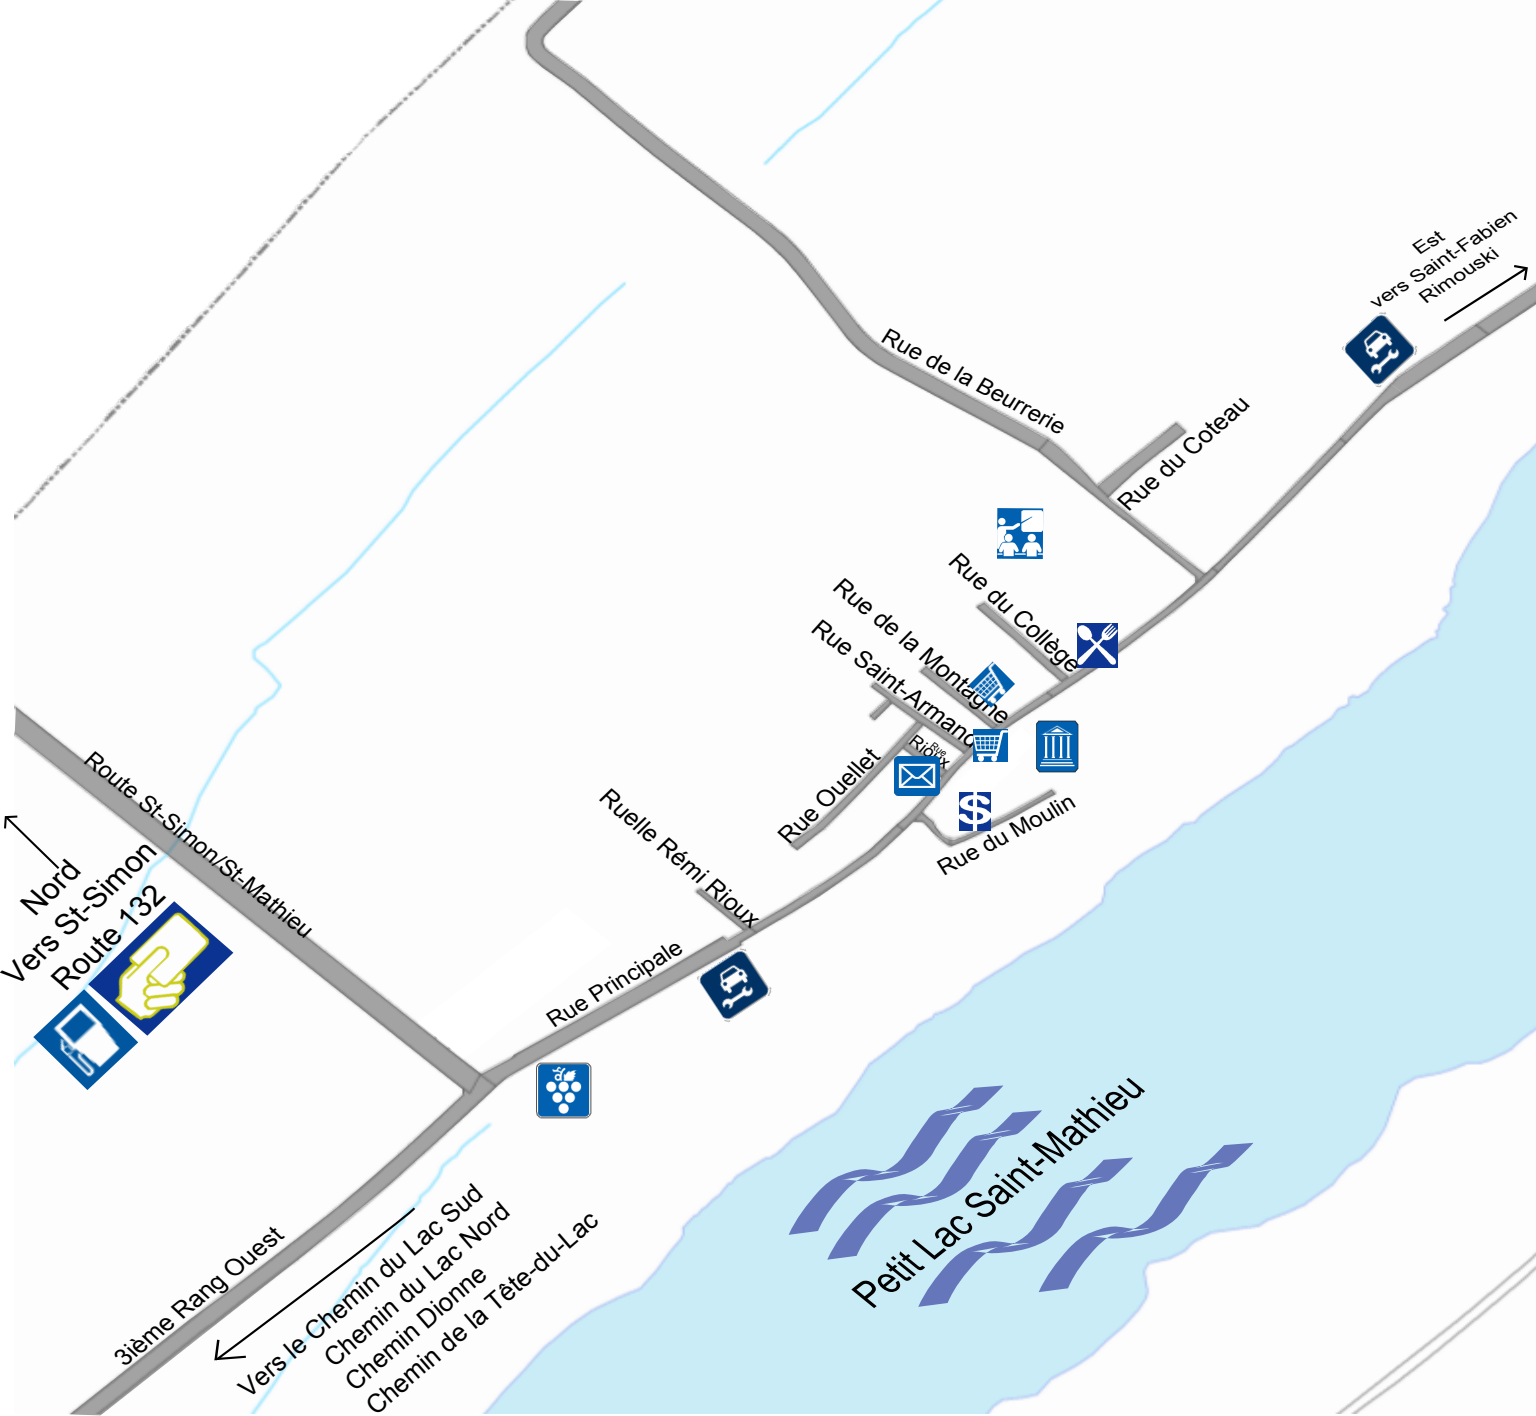 Est
vers Saint-Fabien
Rimouski
Rue de la Beurrerie
Rue du Coteau
Rue du Collège
Rue de la Montagne
Rue Saint-Armand
Rue
Rioux
Rue Ouellet
$
Rue du Moulin
Ruelle Rémi Rioux
Rue Principale
Route St-Simon/St-Mathieu
Nord
Vers St-Simon
Route 132
3ième Rang Ouest
Vers le Chemin du Lac Sud
Chemin du Lac Nord
Chemin Dionne
Chemin de la Tête-du-Lac
Petit Lac Saint-Mathieu